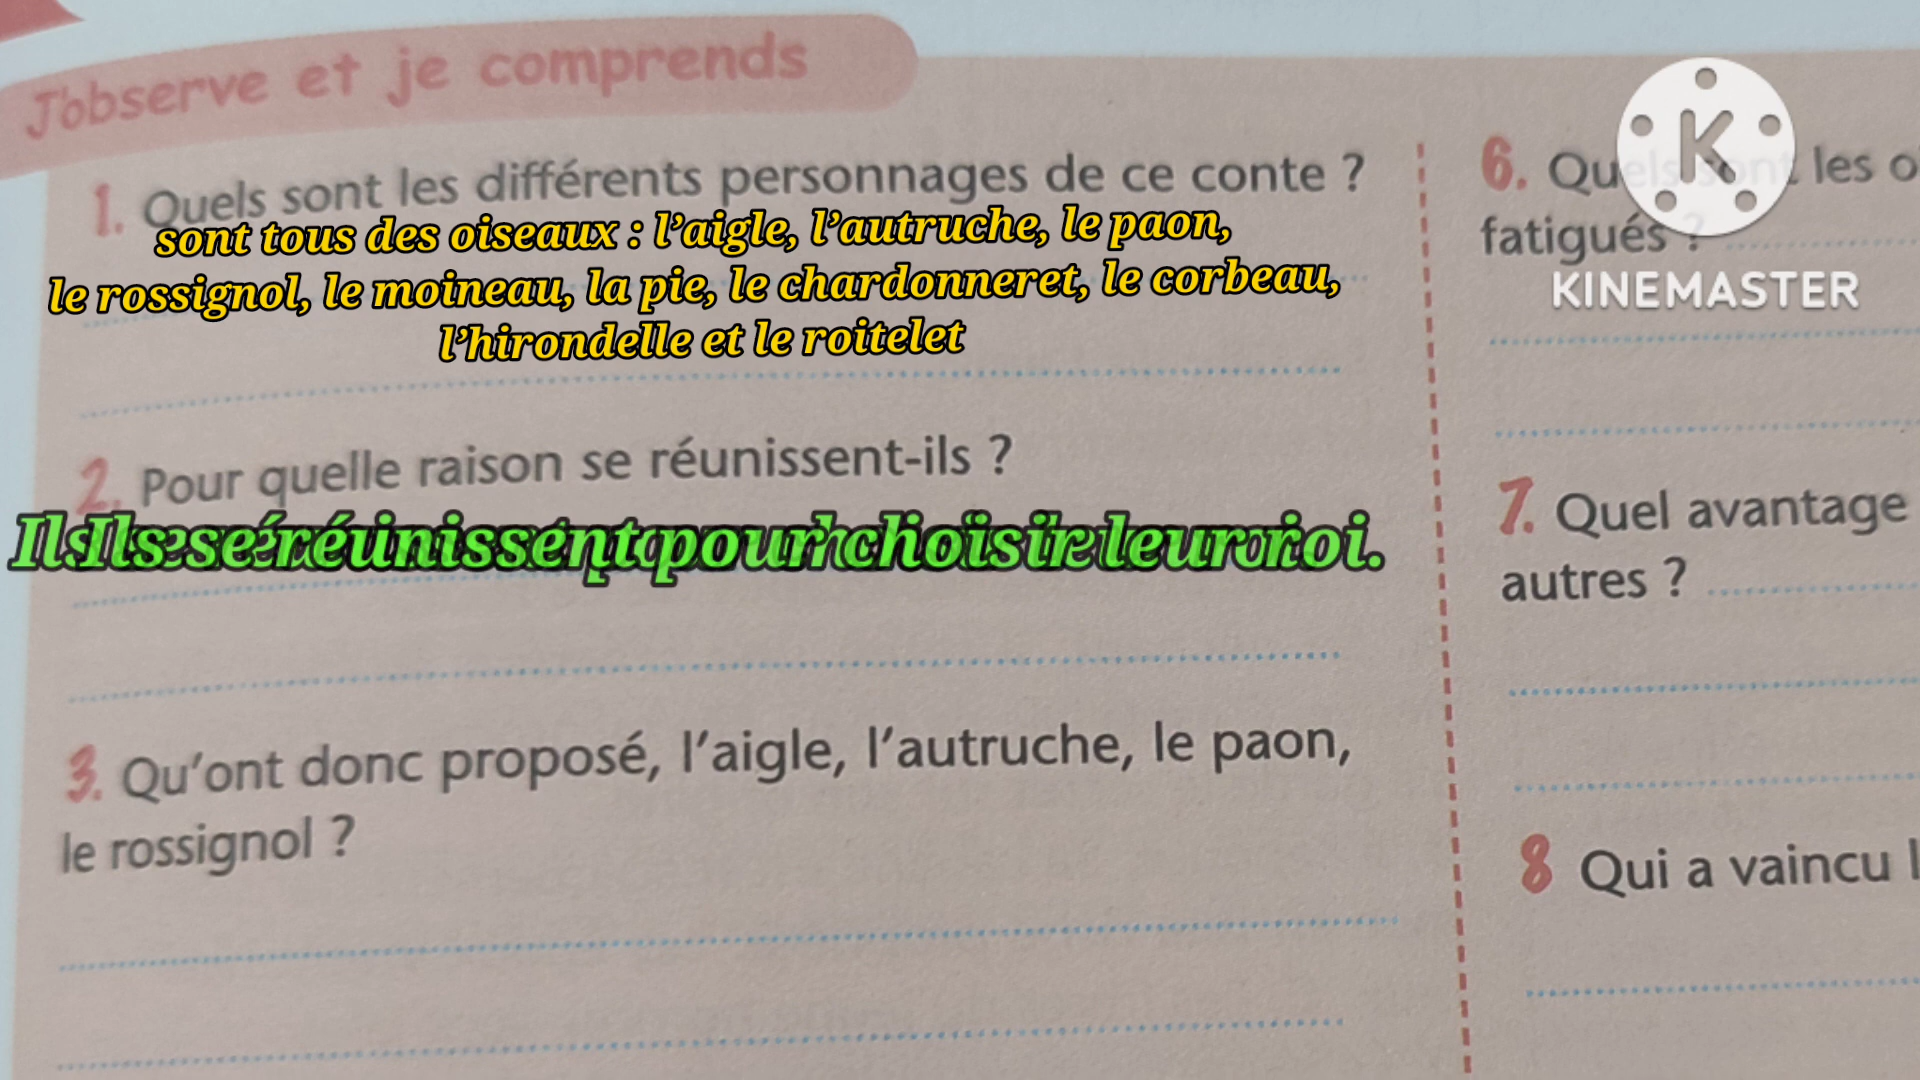 J'observe et je comprends
1. Quels sont les différents personnages de ce conte ?
sont tous des oiseaux : l’aigle, l’autruche, le paon,
le rossignol, le moineau, la pie, le chardonneret, le corbeau,
l’hirondelle et le roitelet
2. Pour quelle raison se réunissent-ils ?
Ils se réunissent pour choisir leur roi.
3. Qu’ont donc proposé, l’aigle, l’autruche, le paon,
le rossignol ?
6. Quels sont les
fatigués ?
K
KINEMASTER
7. Quel avantage
autres ?
8 Qui a vaincu